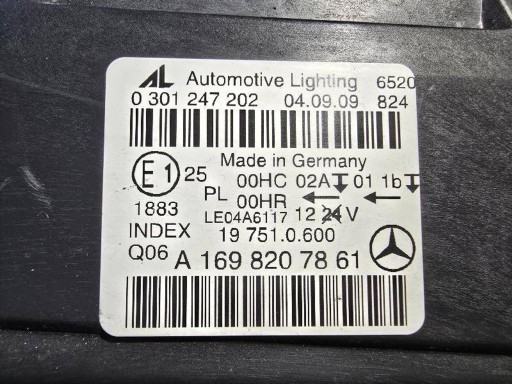 AL Automotive Lighting 6520
0 301 247 202 04.09.09 824
Made in Germany
E1 25 00HC 02A 01 1b
PL 00HR ← ←
1883 LE04A6117 12 24 V
INDEX 19 751.0.600
Q06 A 169 820 78 61